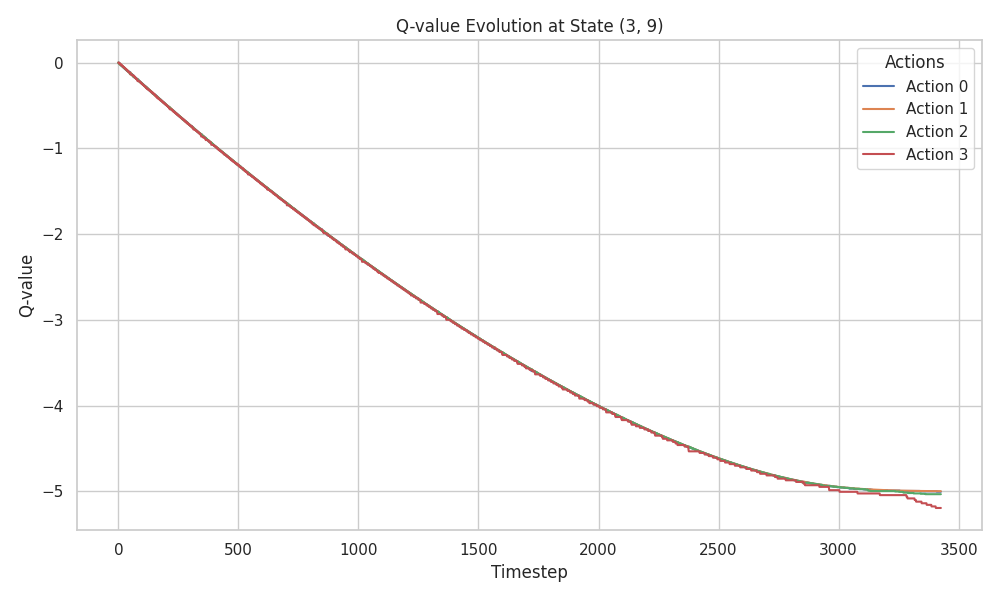 Q-value Evolution at State (3, 9)
Actions
Action 0
Action 1
Action 2
Action 3
Q-value
0
−1
−2
−3
−4
−5
0
500
1000
1500
2000
2500
3000
3500
Timestep